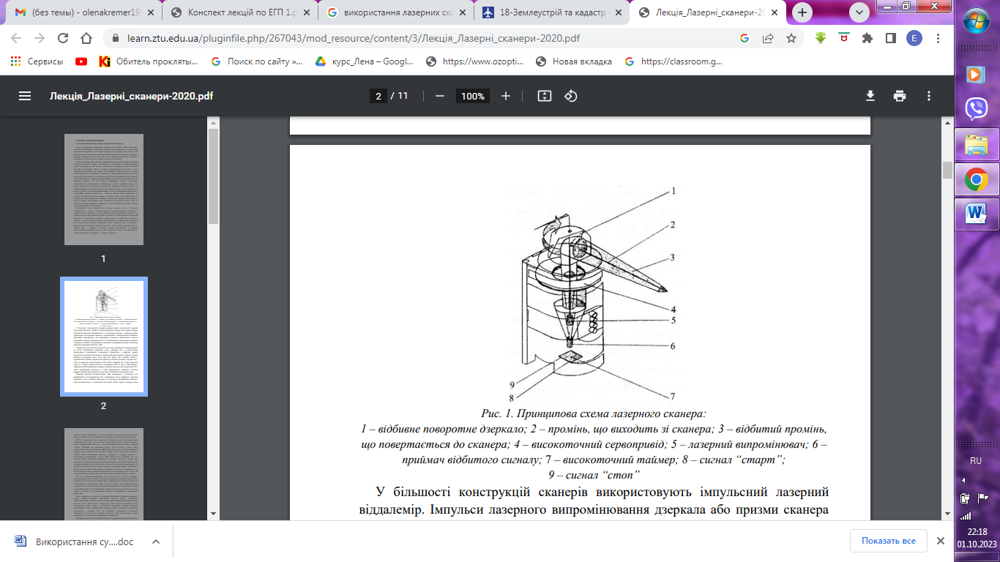 (без темы) - olenakremer19
Конспект лекцій по ЕГП 1.p
використання лазерних ска
18-Землеустрій та кадастр
Лекція_Лазерні_сканери-20
learn.ztu.edu.ua/pluginfile.php/267043/mod_resource/content/3/Лекція_Лазерні_сканери-2020.pdf
E
Сервисы
Обитель прокляты...
Поиск по сайту »...
курс_Лена – Googl...
https://www.ozopti...
Новая вкладка
https://classroom.g...
Лекція_Лазерні_сканери-2020.pdf
2 / 11
100%
1
2
1
2
3
4
5
6
7
9
8
Рис. 1. Принципова схема лазерного сканера:
1 – відбивне поворотне дзеркало; 2 – промінь, що виходить зі сканера; 3 – відбитий промінь,
що повертається до сканера; 4 – високоточний сервопривід; 5 – лазерний випромінювач; 6 –
приймач відбивного сигналу; 7 – високоточний таймер; 8 – сигнал “старт”;
9 – сигнал “стоп”
У більшості конструкцій сканерів використовують імпульсний лазерний
віддалемір. Імпульси лазерного випромінювання дзеркала або призми сканера
RU
22:18
01.10.2023
Використання су....doc
Показать все